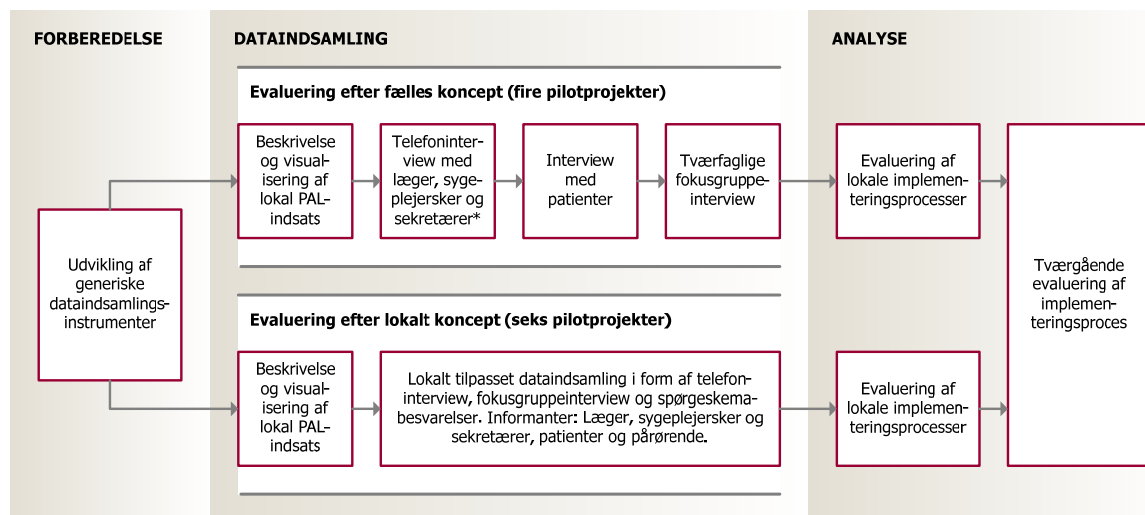 FORBEREDELSE
DATAINDSAMLING
ANALYSE
Udvikling af
generiske
dataindsamlings-
instrumenter
Evaluering efter fælles koncept (fire pilotprojekter)
Beskrivelse
og visual-
isering af
lokal PAL-
indsats
Telefoninter-
view med
læger, syge-
plejersker og
sekretærer*
Interview
med
patienter
Tværfaglige
fokusgruppe-
interview
Evaluering af
lokale implemen-
teringsprocesser
Evaluering efter lokalt koncept (seks pilotprojekter)
Beskrivelse
og visual-
isering af
lokal PAL-
indsats
Lokalt tilpasset dataindsamling i form af telefon-
interview, fokusgruppeinterview og spørgeskema-
besvarelser. Informanter: Læger, sygeplejersker og
sekretærer, patienter og pårørende.
Evaluering af
lokale implemen-
teringsprocesser
Tværgående
evaluering af
implemen-
teringsproces